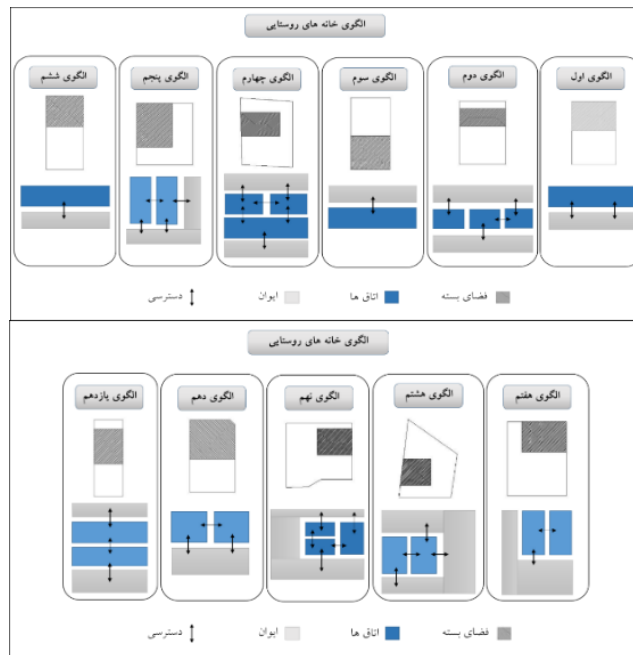 الگوی خانه های روستایی
الگوی اول
الگوی دوم
الگوی سوم
الگوی چهارم
الگوی پنجم
الگوی ششم
فضای بسته
اتاق ها
ایوان
دسترسی
الگوی خانه های روستایی
الگوی هفتم
الگوی هشتم
الگوی نهم
الگوی دهم
الگوی یازدهم
فضای بسته
اتاق ها
ایوان
دسترسی